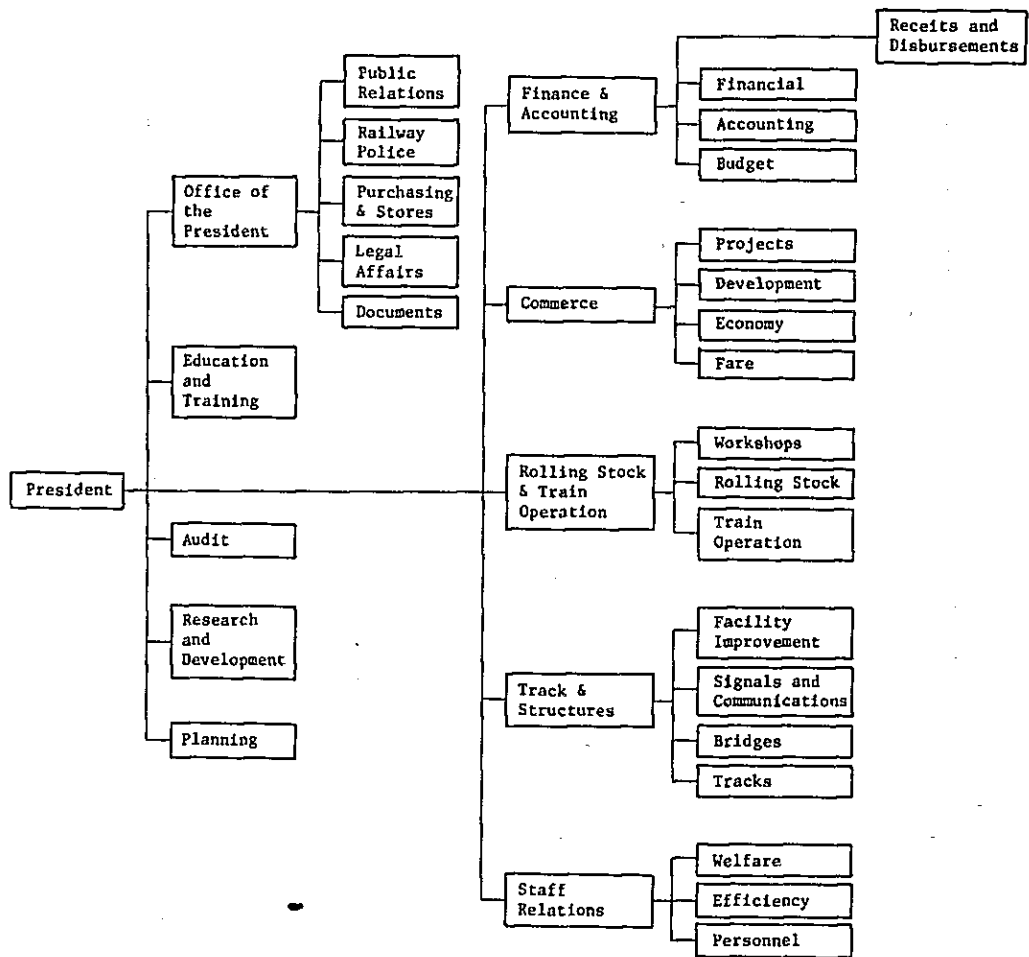 President
Office of
the
President
Education
and
Training
Audit
Research
and
Development
Planning
Public
Relations
Railway
Police
Purchasing
& Stores
Legal
Affairs
Documents
Finance &
Accounting
Commerce
Rolling Stock
& Train
Operation
Track &
Structures
Staff
Relations
Receits and
Disbursements
Financial
Accounting
Budget
Projects
Development
Economy
Fare
Workshops
Rolling Stock
Train
Operation
Facility
Improvement
Signals and
Communications
Bridges
Tracks
Welfare
Efficiency
Personnel